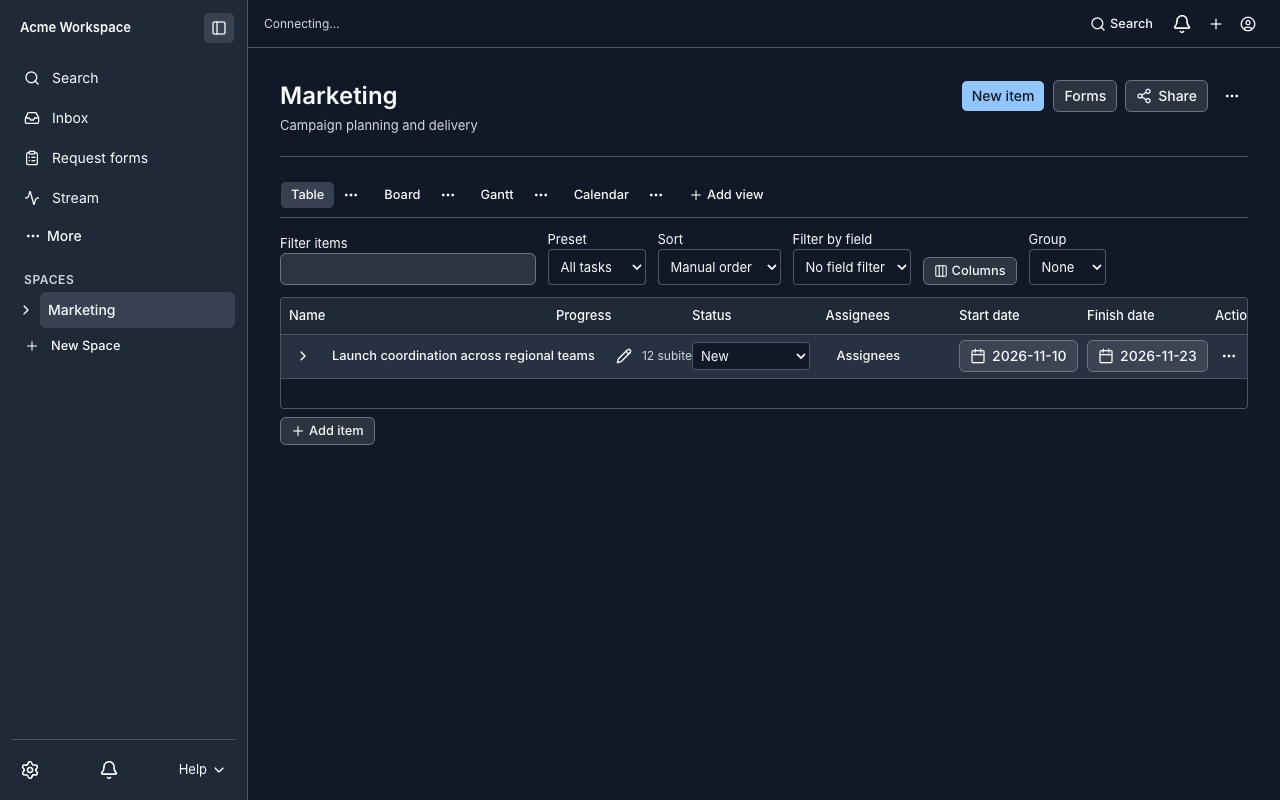 Acme Workspace
Connecting...
Search
Search
Inbox
Request forms
Stream
More
SPACES
Marketing
New Space
Help
Marketing
Campaign planning and delivery
New item
Forms
Share
Table
Board
Gantt
Calendar
Add view
Filter items
Preset
All tasks
Sort
Manual order
Filter by field
No field filter
Columns
Group
None
Name
Progress
Status
Assignees
Start date
Finish date
Actio
Launch coordination across regional teams
12 subite
New
Assignees
2026-11-10
2026-11-23
Add item